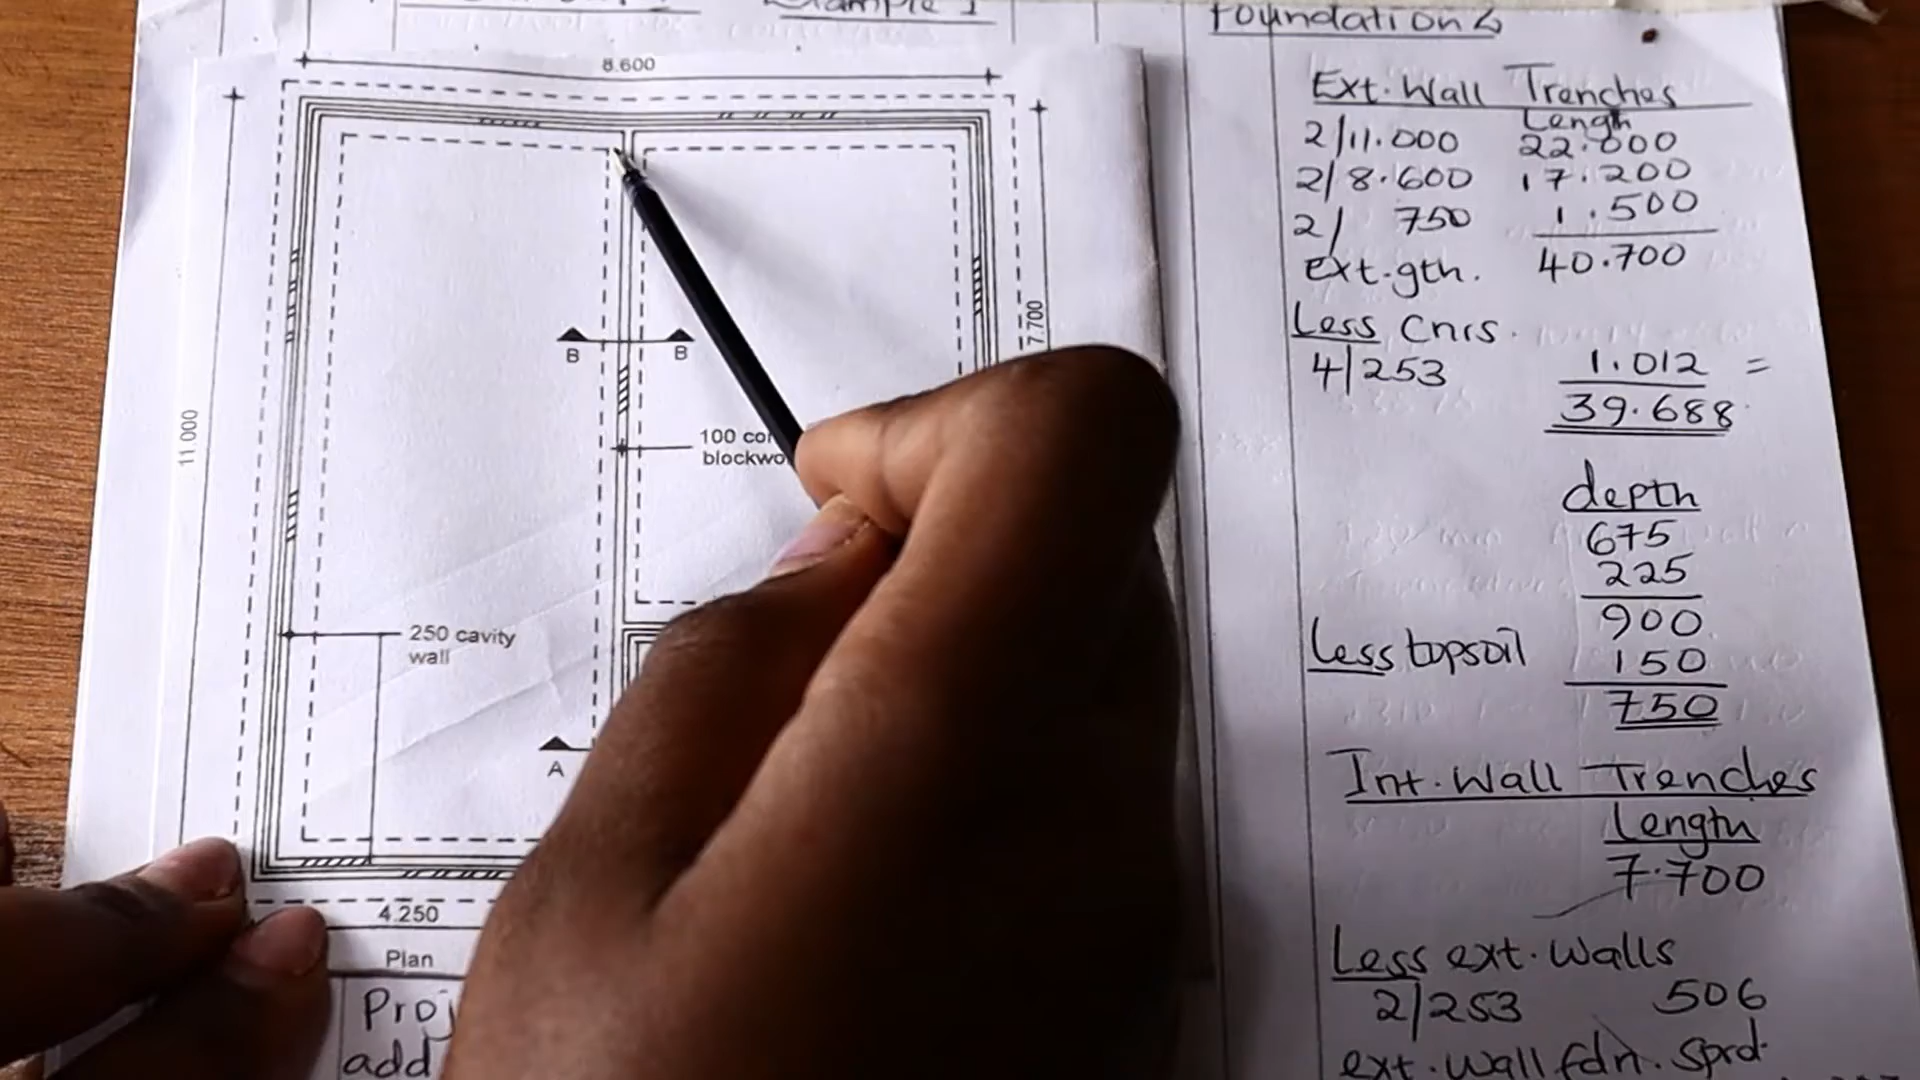 Example 1
8.600
11.000
7.700
B
B
100
blockwo
250 cavity
wall
A
4.250
Plan
Proj
add
Foundations
Ext. Wall Trenches
Length
2/11.000 22.000
2/8.600 17.200
2/ 750 1.500
Ext. gth. 40.700
Less Cnrs.
4/253 1.012 =
39.688
depth
675
225
900
Less topsoil 150
750
Int. Wall Trenches
Length
7.700
Less ext. walls
2/253 506
ext. wall fdn. sprd.